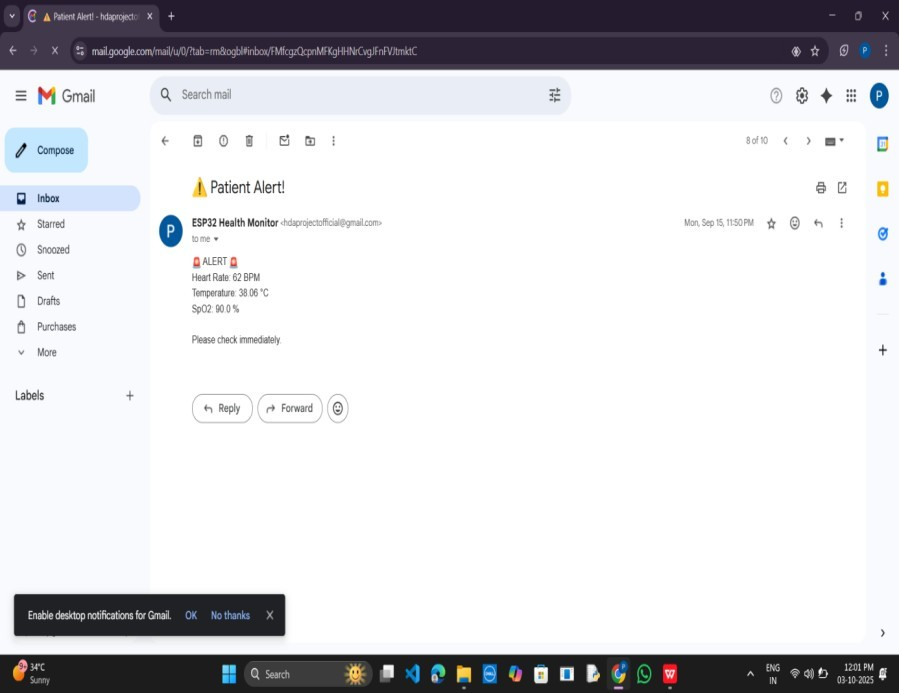 Patient Alert! - hdaprojecto
mail.google.com/mail/u/0/?tab=rm&ogbl#inbox/FMfcgzQcpnMFKgHHNrCvgJFnFVJtmktC
P
Gmail
Search mail
P
Compose
8 of 10
Inbox
Starred
Snoozed
Sent
Drafts
Purchases
More
Labels
⚠️ Patient Alert!
P
ESP32 Health Monitor <hdaprojectofficial@gmail.com>
Mon, Sep 15, 11:50 PM
to me
🚨 ALERT 🚨
Heart Rate: 62 BPM
Temperature: 38.06 °C
SpO2: 90.0 %
Please check immediately.
Reply
Forward
Enable desktop notifications for Gmail. OK No thanks
34°C
Sunny
Search
ENG
IN
12:01 PM
03-10-2025